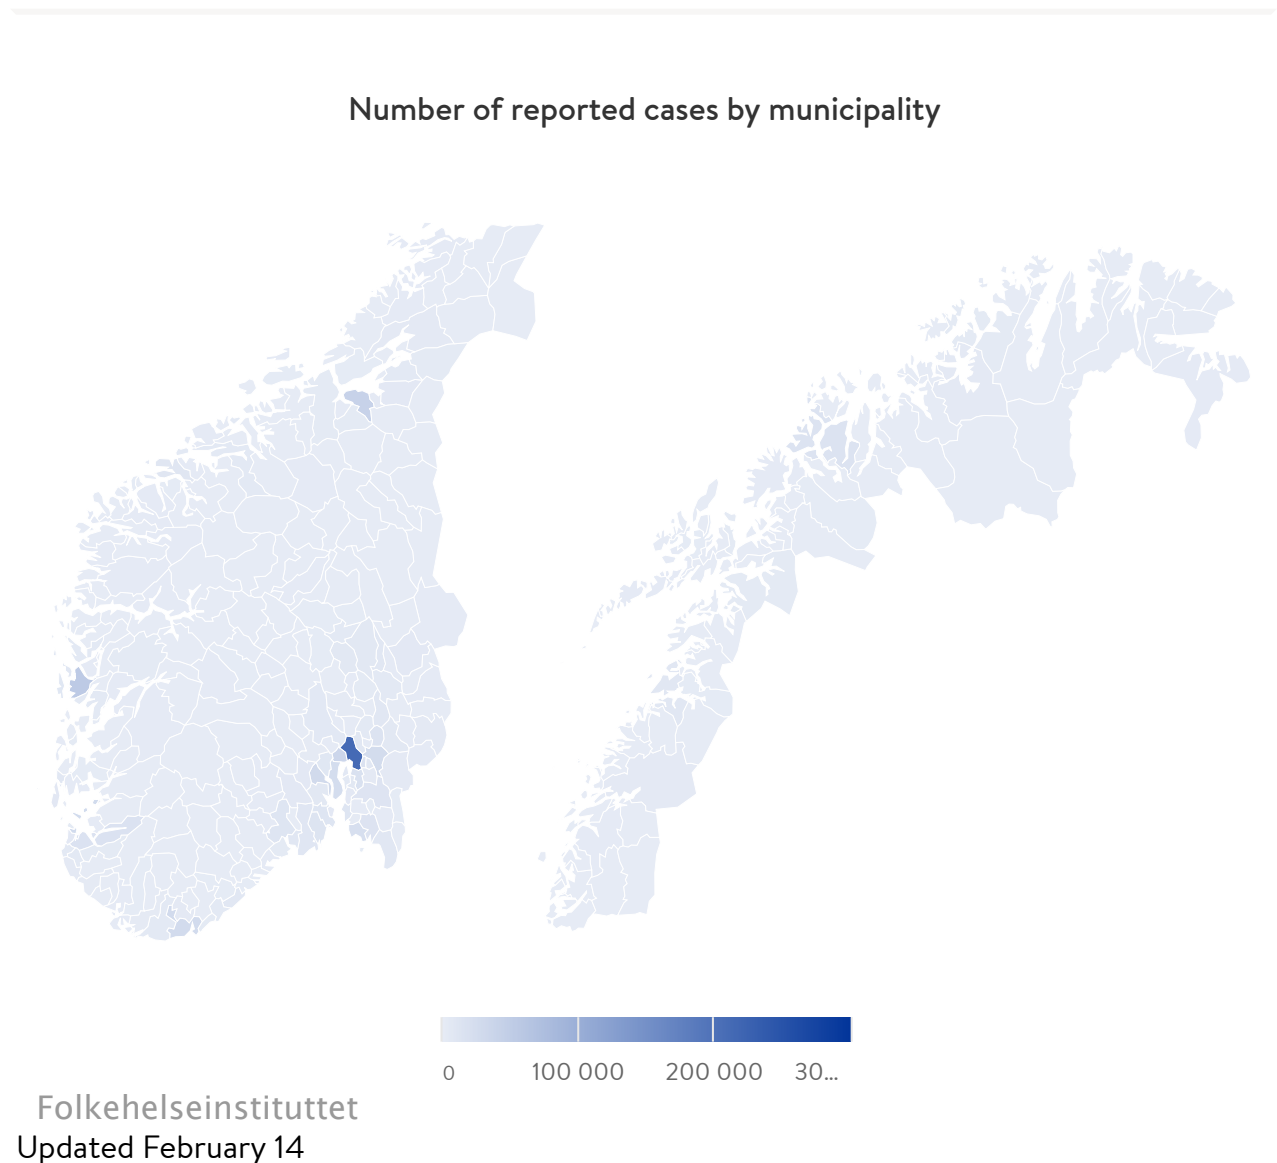 Number of reported cases by municipality
0 100 000 200 000 30...
Folkehelseinstituttet
Updated February 14